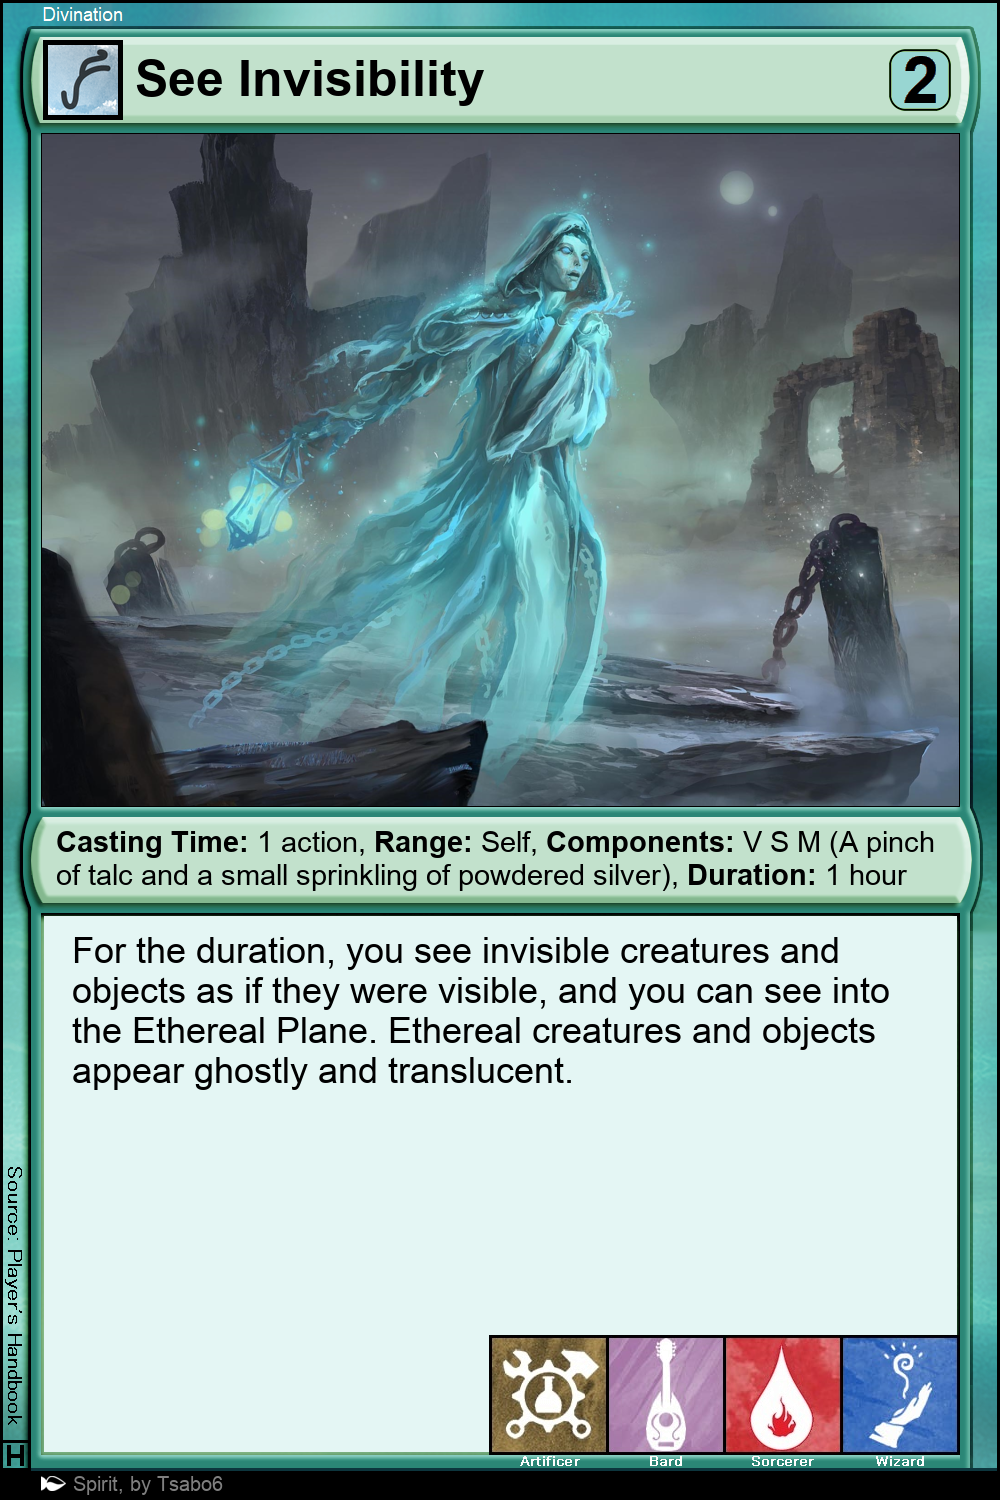 Divination
See Invisibility
2
Casting Time: 1 action, Range: Self, Components: V S M (A pinch
of talc and a small sprinkling of powdered silver), Duration: 1 hour
For the duration, you see invisible creatures and
objects as if they were visible, and you can see into
the Ethereal Plane. Ethereal creatures and objects
appear ghostly and translucent.
Source: Player's Handbook
H
Artificer Bard Sorcerer Wizard
Spirit, by Tsabo6